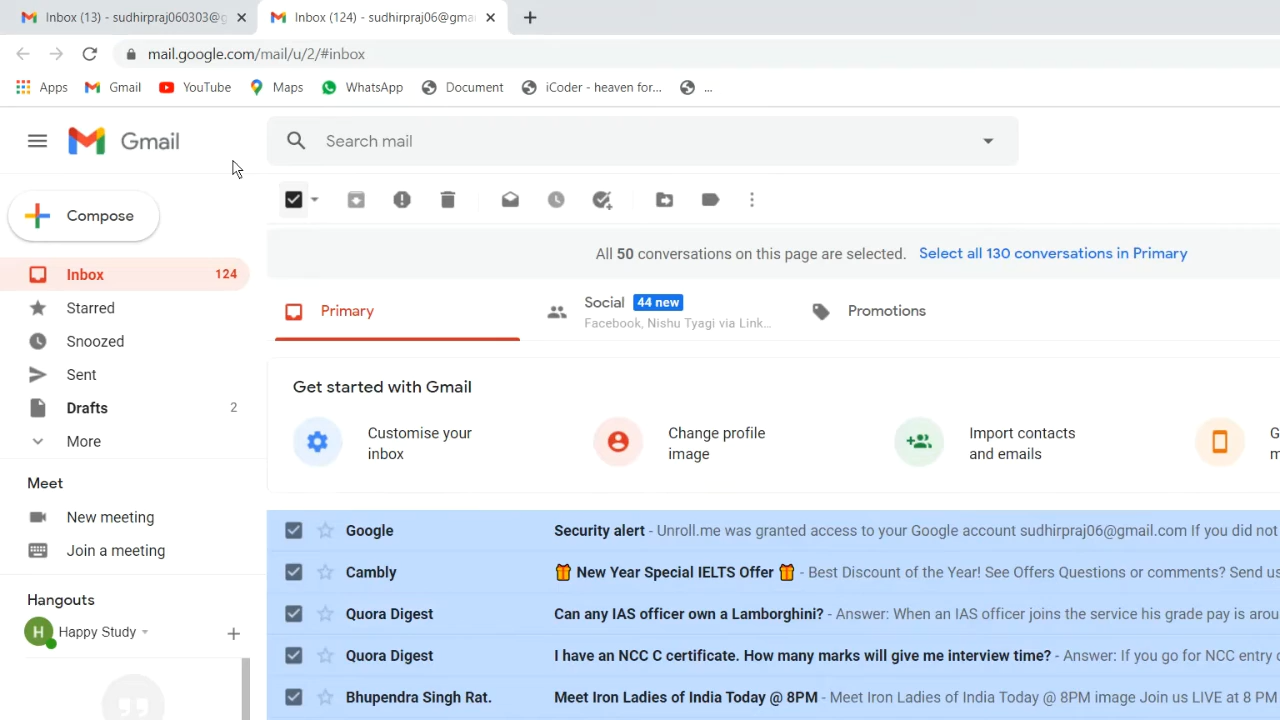 Inbox (13) - sudhirpraj060303@g
Inbox (124) - sudhirpraj06@gmai
mail.google.com/mail/u/2/#inbox
Apps
Gmail
YouTube
Maps
WhatsApp
Document
iCoder - heaven for...
...
Gmail
Search mail
Compose
All 50 conversations on this page are selected. Select all 130 conversations in Primary
Inbox 124
Starred
Snoozed
Sent
Drafts 2
More
Meet
New meeting
Join a meeting
Hangouts
H Happy Study
Primary
Social 44 new
Facebook, Nishu Tyagi via Link...
Promotions
Get started with Gmail
Customise your
inbox
Change profile
image
Import contacts
and emails
Google Security alert - Unroll.me was granted access to your Google account sudhirpraj06@gmail.com If you did not
Cambly 🎁 New Year Special IELTS Offer 🎁 - Best Discount of the Year! See Offers Questions or comments? Send us
Quora Digest Can any IAS officer own a Lamborghini? - Answer: When an IAS officer joins the service his grade pay is arou
Quora Digest I have an NCC C certificate. How many marks will give me interview time? - Answer: If you go for NCC entry
Bhupendra Singh Rat. Meet Iron Ladies of India Today @ 8PM - Meet Iron Ladies of India Today @ 8PM image Join us LIVE at 8 PM